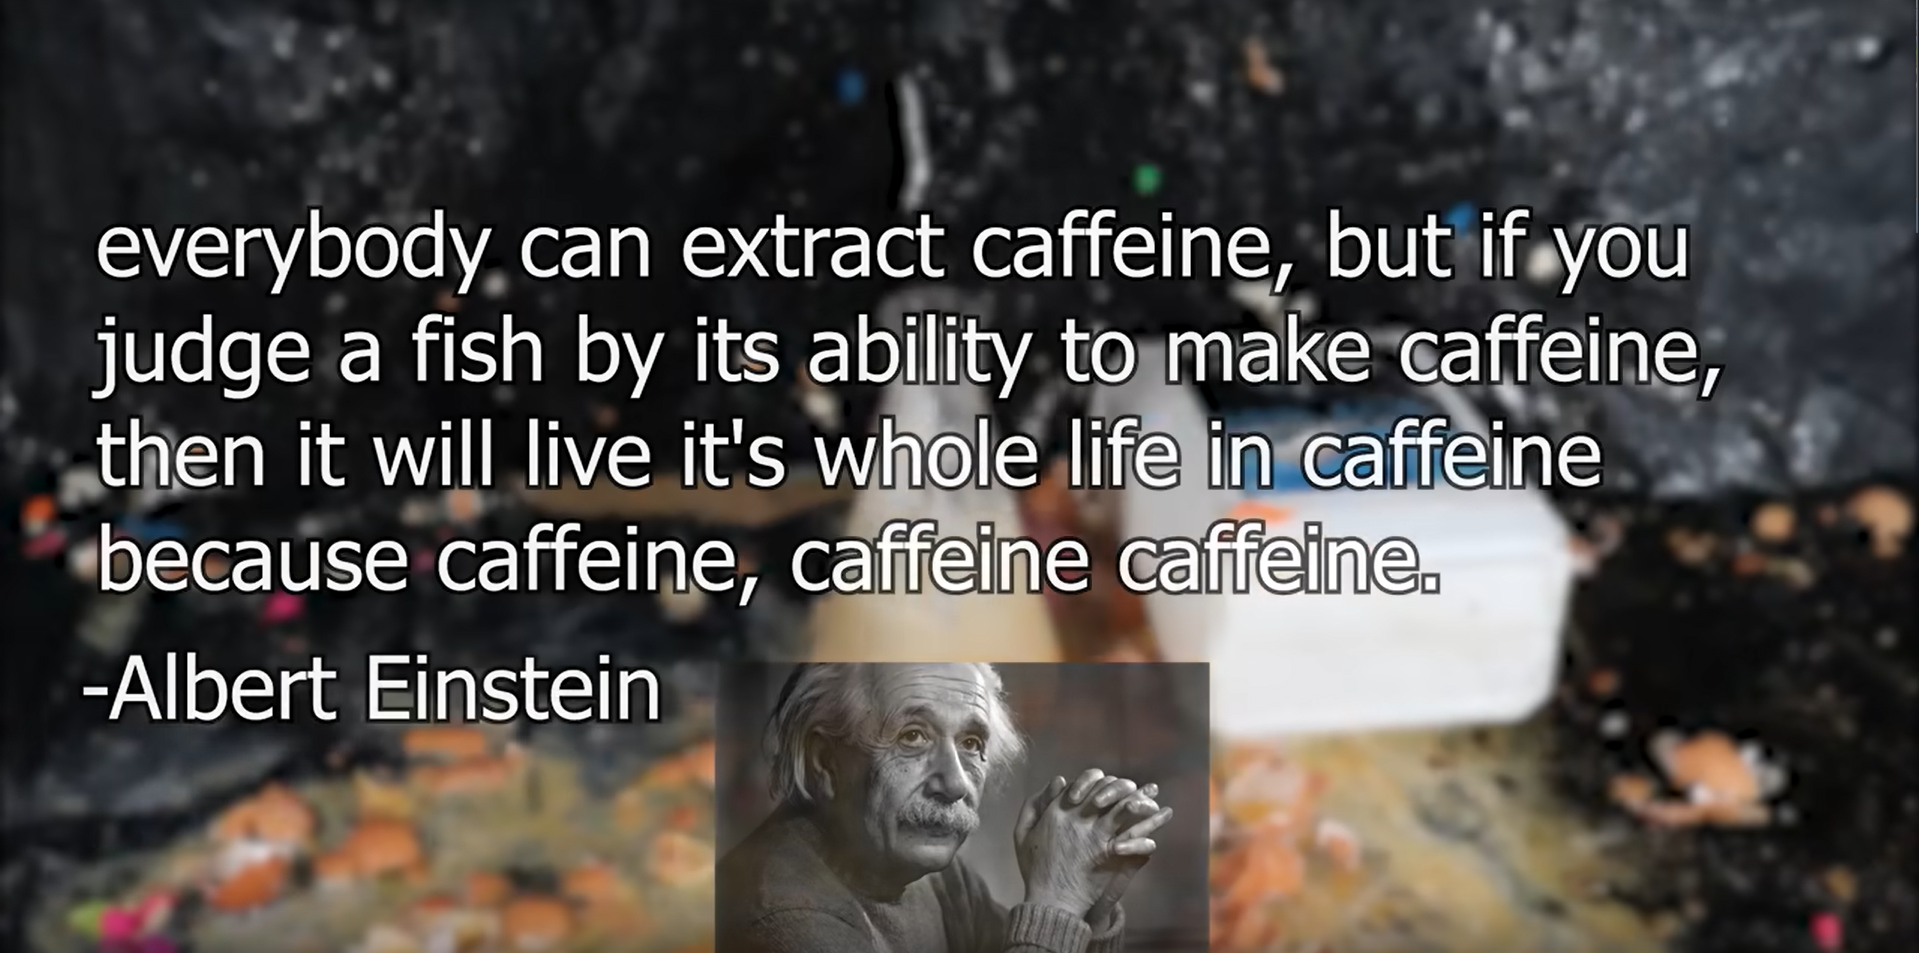 everybody can extract caffeine, but if you
judge a fish by its ability to make caffeine,
then it will live it's whole life in caffeine
because caffeine, caffeine caffeine.
-Albert Einstein